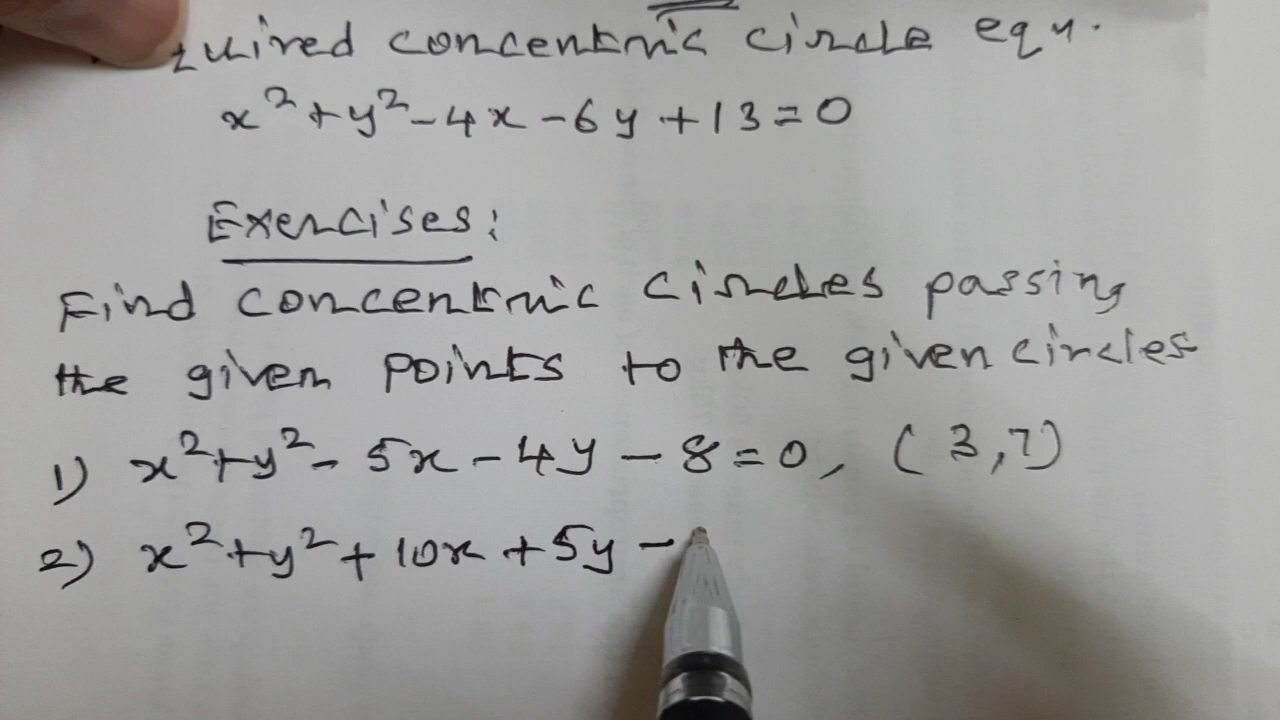 quired concentric circle equ.
x²+y²-4x-6y+13=0
Exercises:
Find concentric circles passing
the given points to the given circles
1) x²+y²-5x-4y-8=0, (3,7)
2) x²+y²+10x+5y-